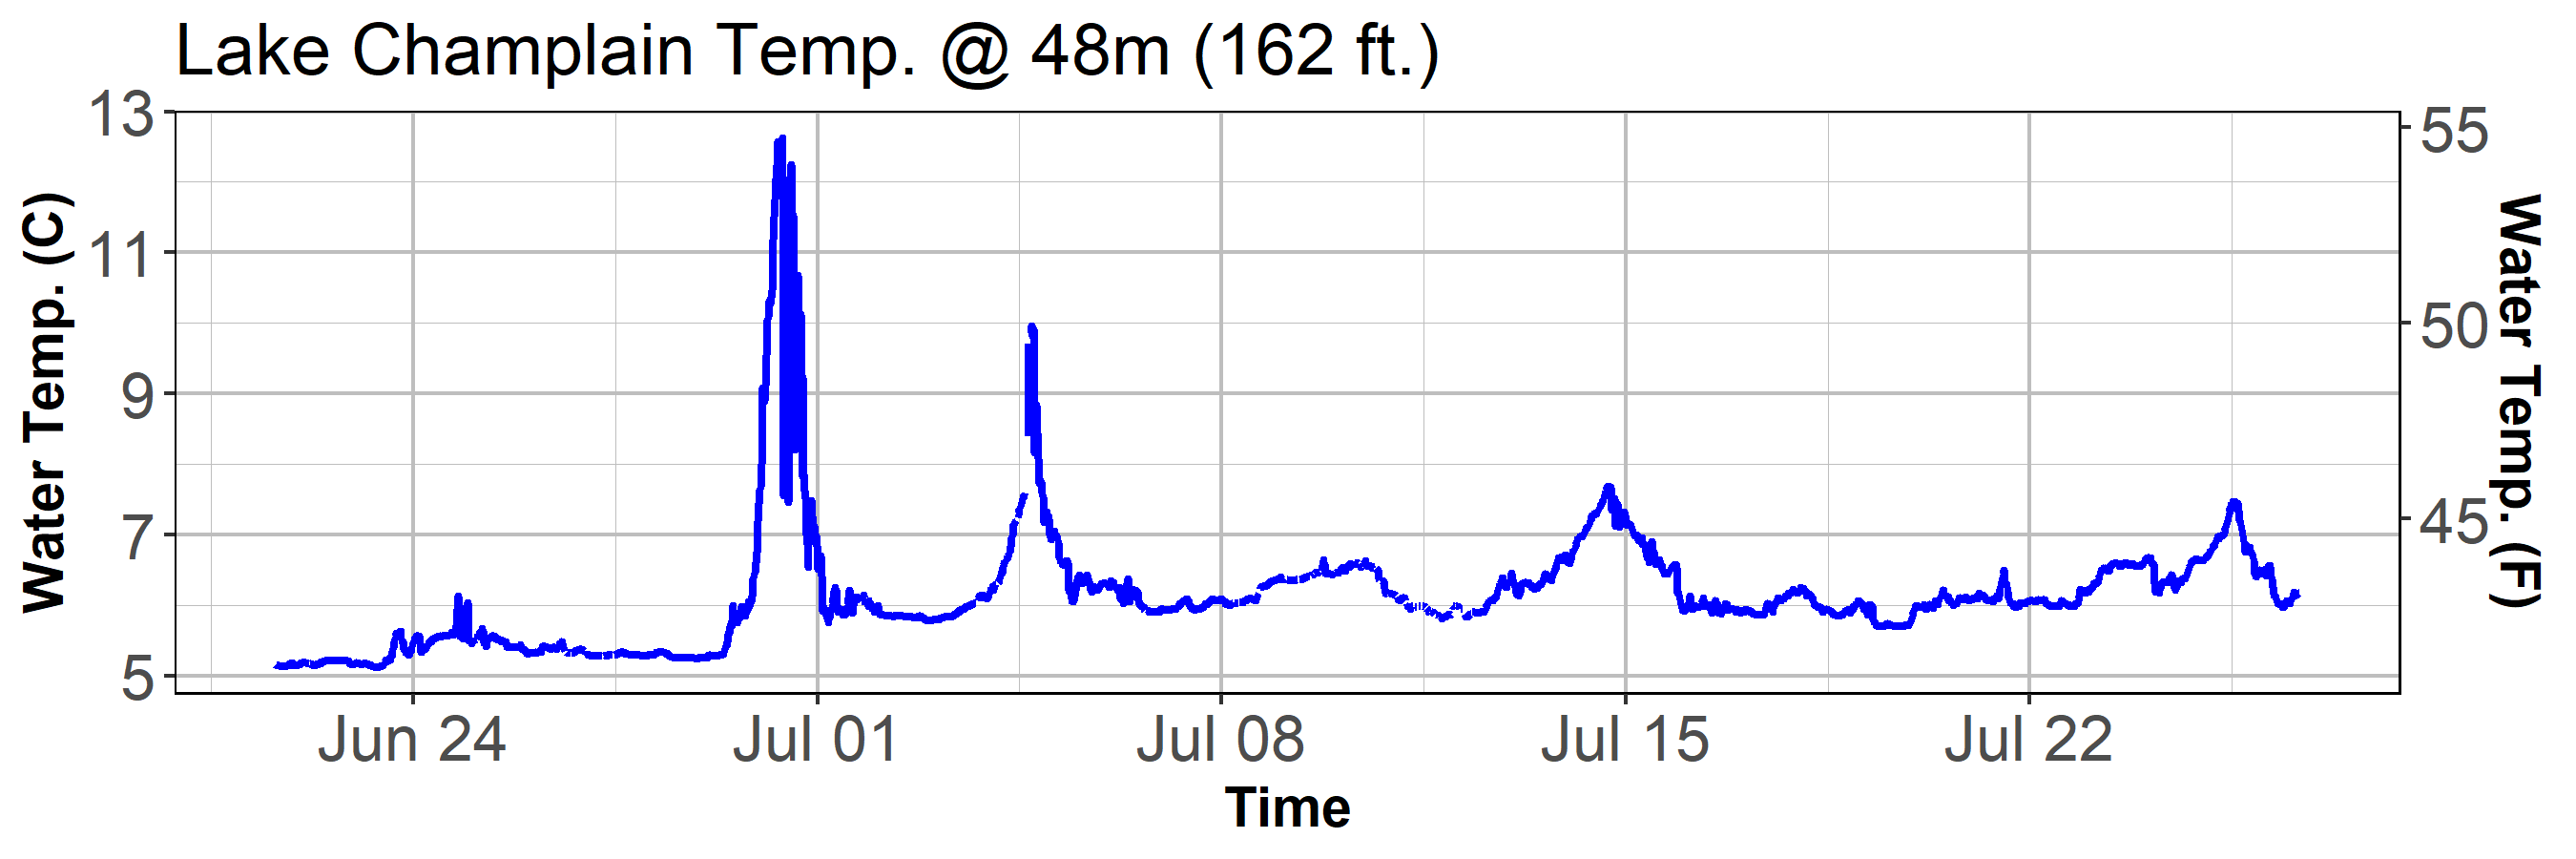 Lake Champlain Temp. @ 48m (162 ft.)
13
11
9
7
5
Water Temp. (C)
55
50
45
Water Temp. (F)
Jun 24
Jul 01
Jul 08
Jul 15
Jul 22
Time